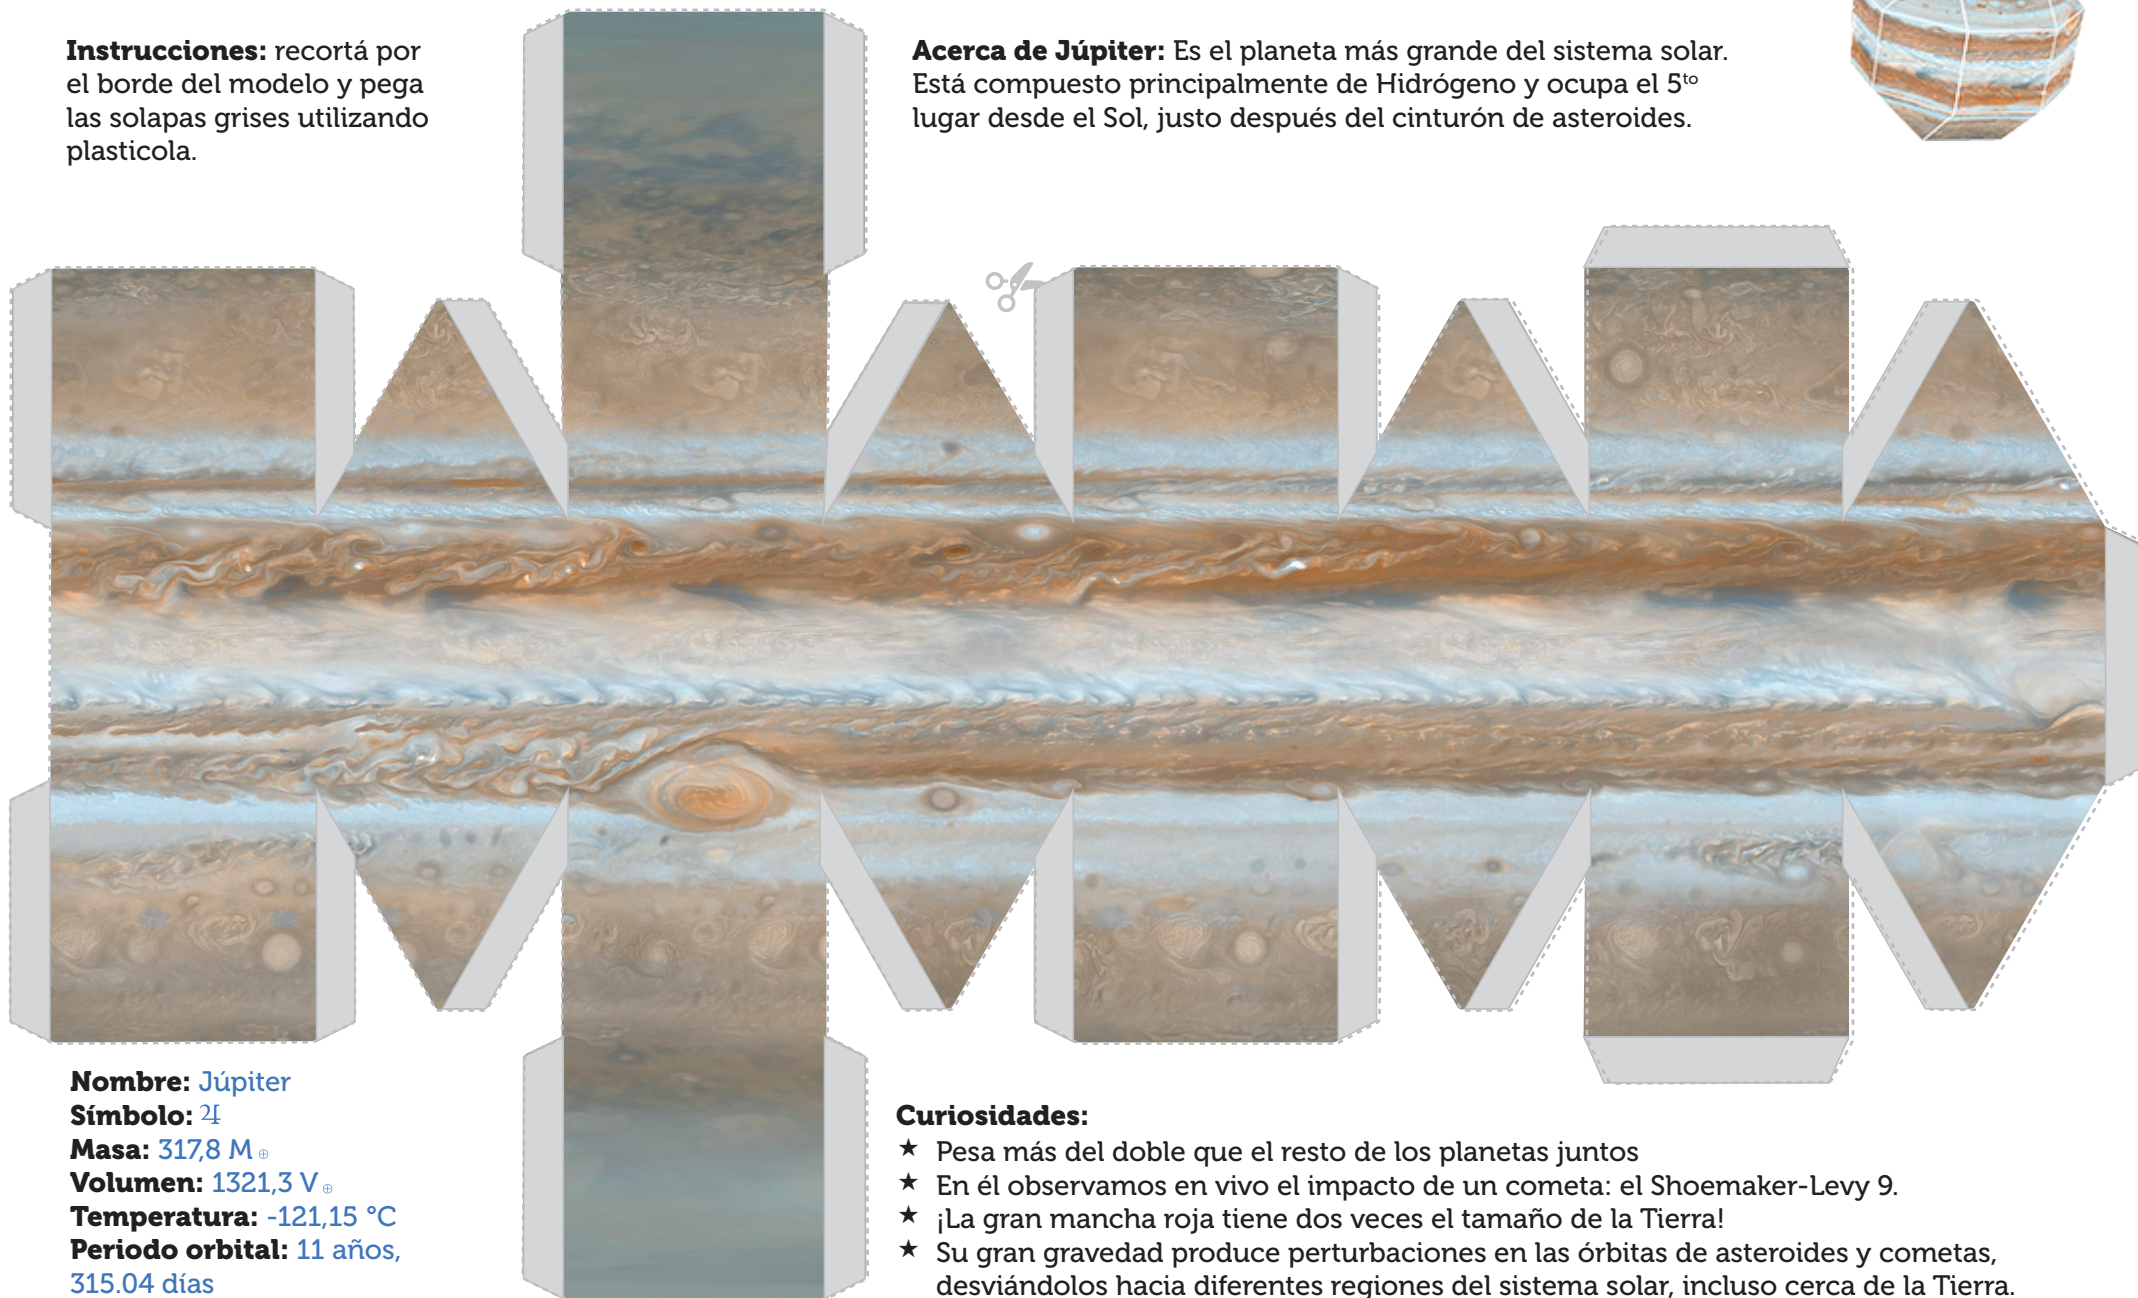 Instrucciones: recortá por
el borde del modelo y pega
las solapas grises utilizando
plasticola.
Acerca de Júpiter: Es el planeta más grande del sistema solar.
Está compuesto principalmente de Hidrógeno y ocupa el 5to
lugar desde el Sol, justo después del cinturón de asteroides.
Nombre: Júpiter
Símbolo: ♃
Masa: 317,8 M⊕
Volumen: 1321,3 V⊕
Temperatura: -121,15 °C
Periodo orbital: 11 años,
315.04 días
Curiosidades:
★ Pesa más del doble que el resto de los planetas juntos
★ En él observamos en vivo el impacto de un cometa: el Shoemaker-Levy 9.
★ ¡La gran mancha roja tiene dos veces el tamaño de la Tierra!
★ Su gran gravedad produce perturbaciones en las órbitas de asteroides y cometas,
desviándolos hacia diferentes regiones del sistema solar, incluso cerca de la Tierra.